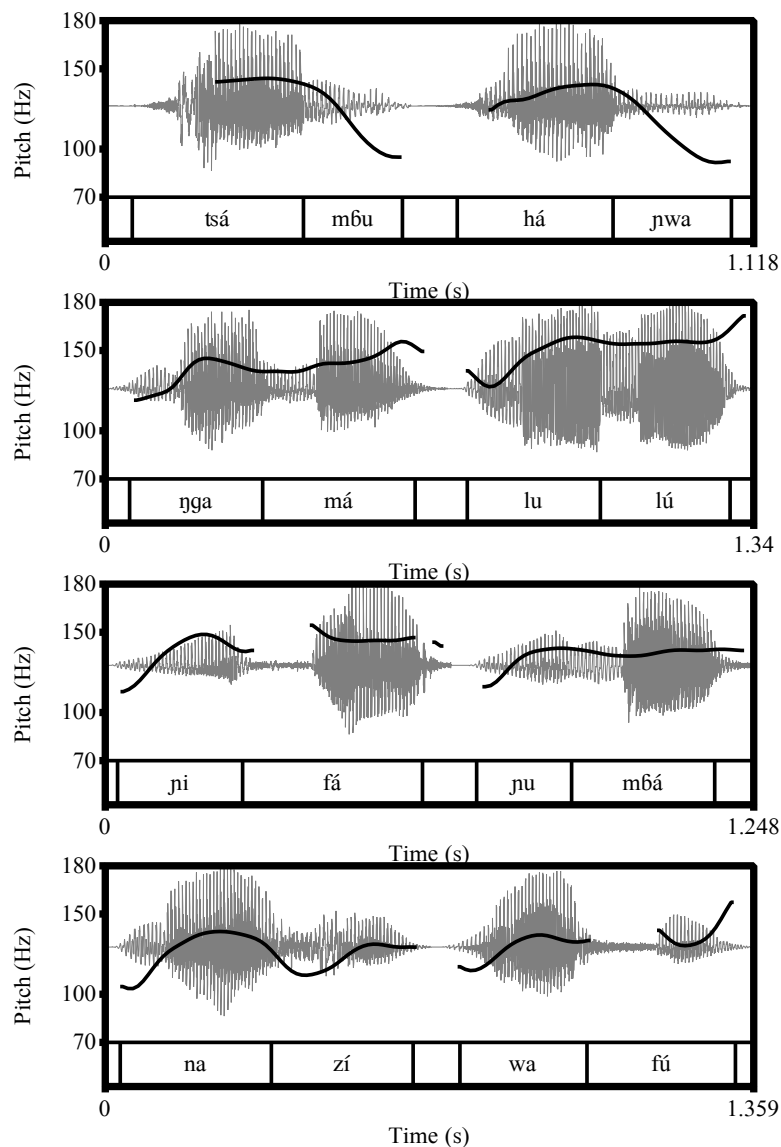 180
150
Pitch (Hz)
100
70
tsá mɓu há ɲwa
0 1.118
Time (s)
180
150
Pitch (Hz)
100
70
ŋga má lu lú
0 1.34
Time (s)
180
150
Pitch (Hz)
100
70
ɲi fá ɲu mɓá
0 1.248
Time (s)
180
150
Pitch (Hz)
100
70
na zí wa fú
0 1.359
Time (s)